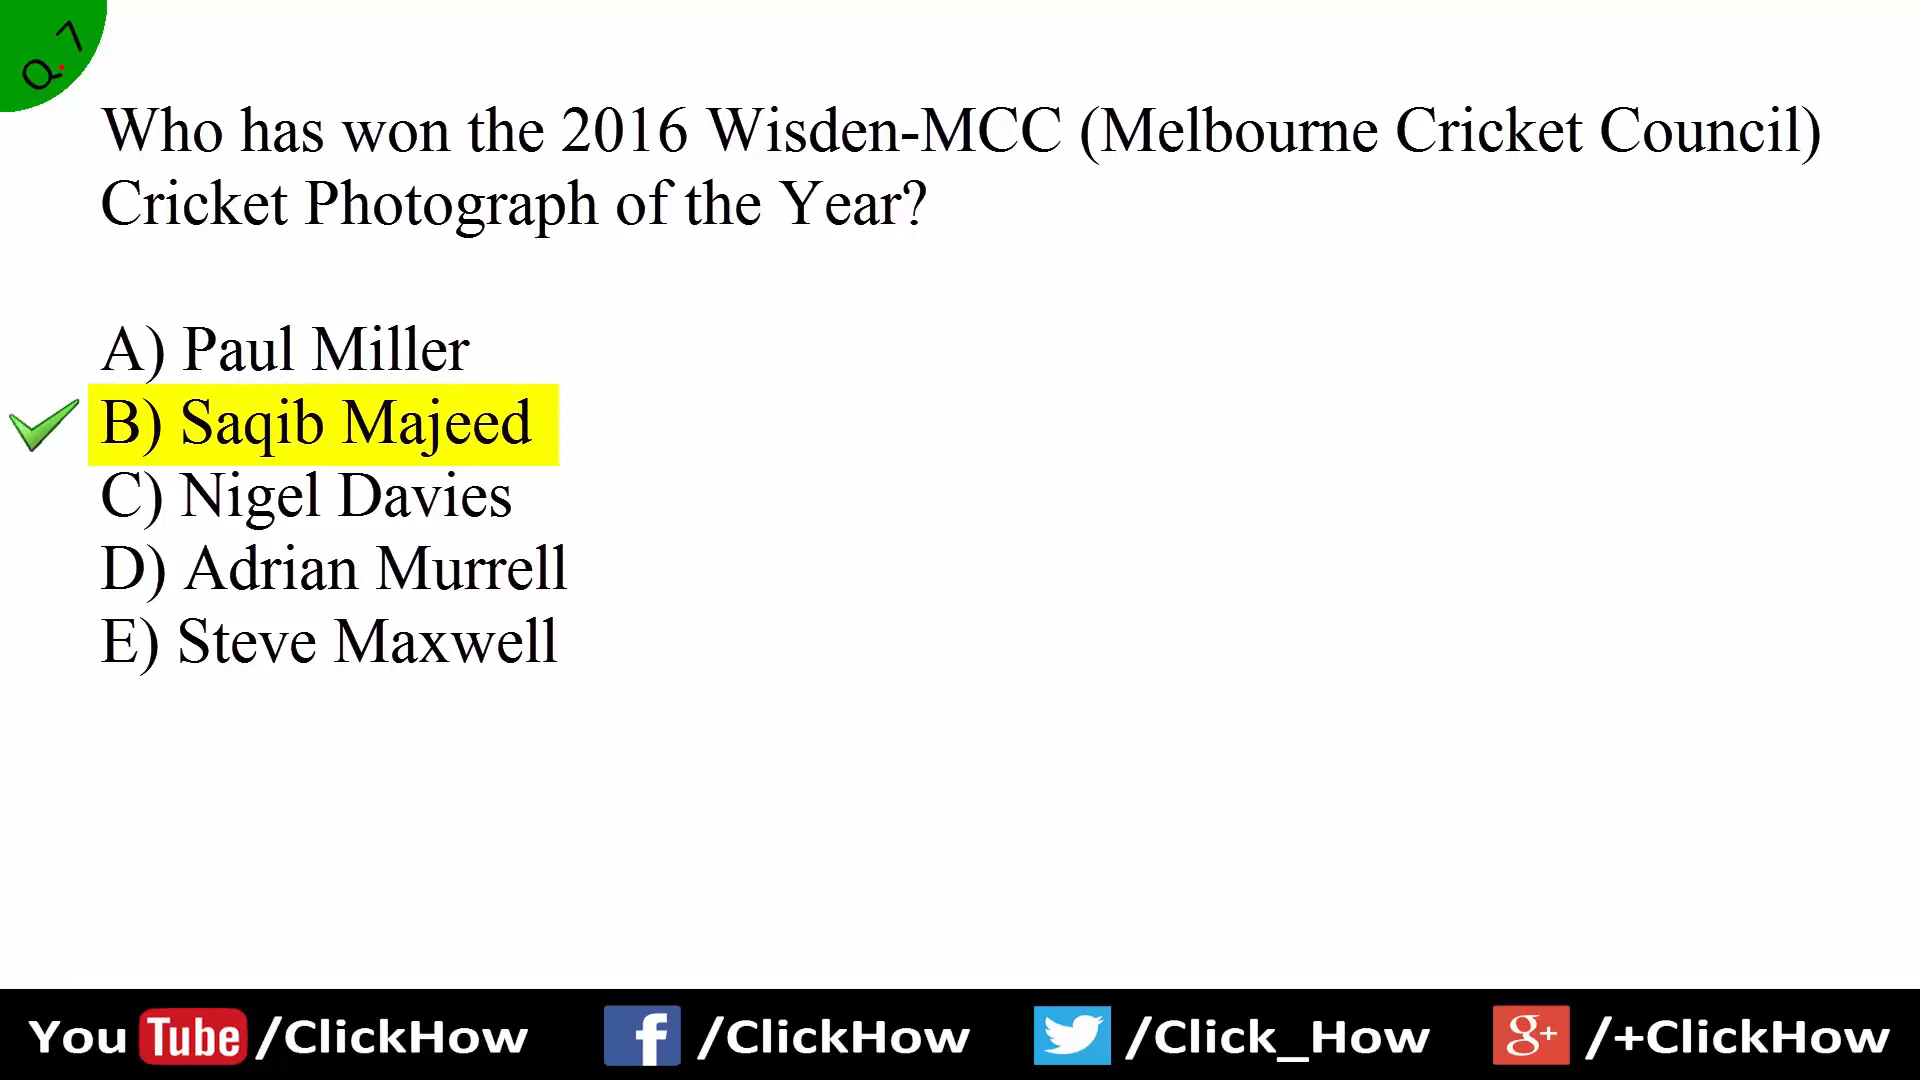 Q.7
Who has won the 2016 Wisden-MCC (Melbourne Cricket Council)
Cricket Photograph of the Year?
A) Paul Miller
B) Saqib Majeed
C) Nigel Davies
D) Adrian Murrell
E) Steve Maxwell
You Tube /ClickHow f /ClickHow /Click_How g+ /+ClickHow